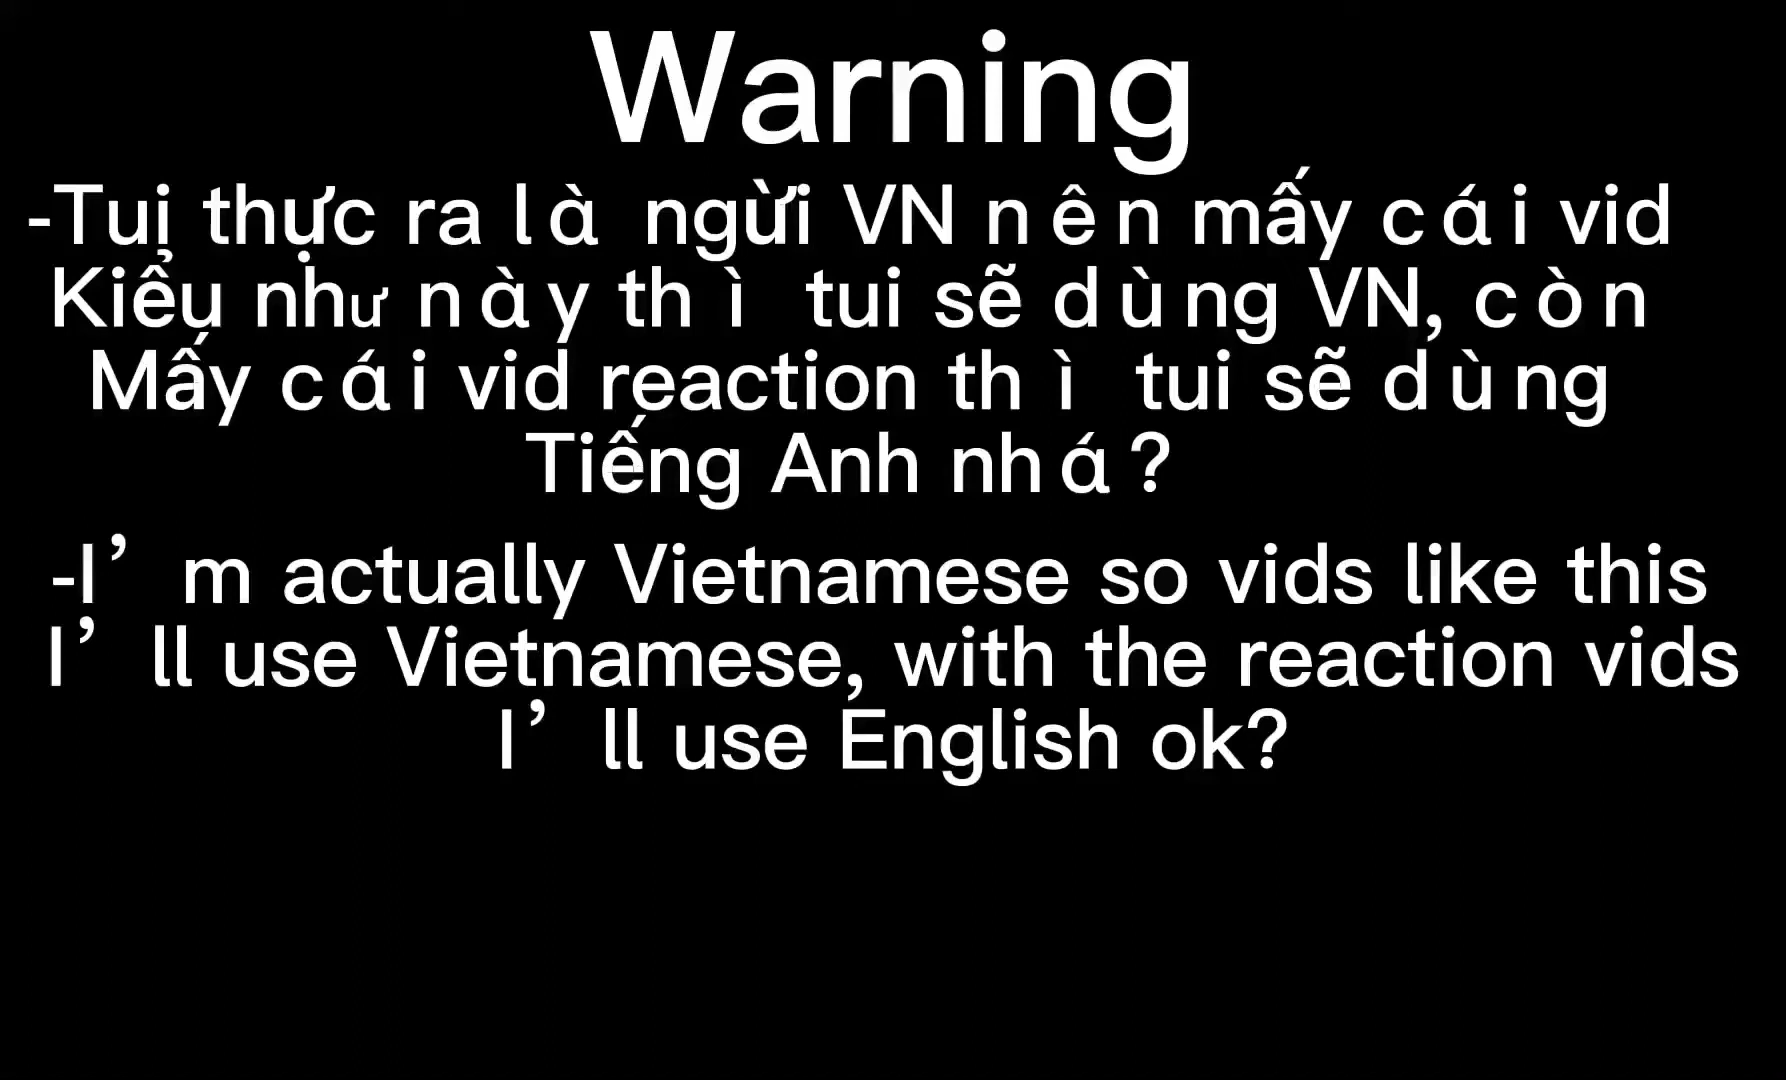 Warning
-Tuị thực ra là ngừi VN nên mấy cái vid
Kiểu như này thì tui sẽ dùng VN, còn
Mấy cái vid reaction thì tui sẽ dùng
Tiếng Anh nhá?
-I’m actually Vietnamese so vids like this
I’ll use Vietnamese, with the reaction vids
I’ll use English ok?